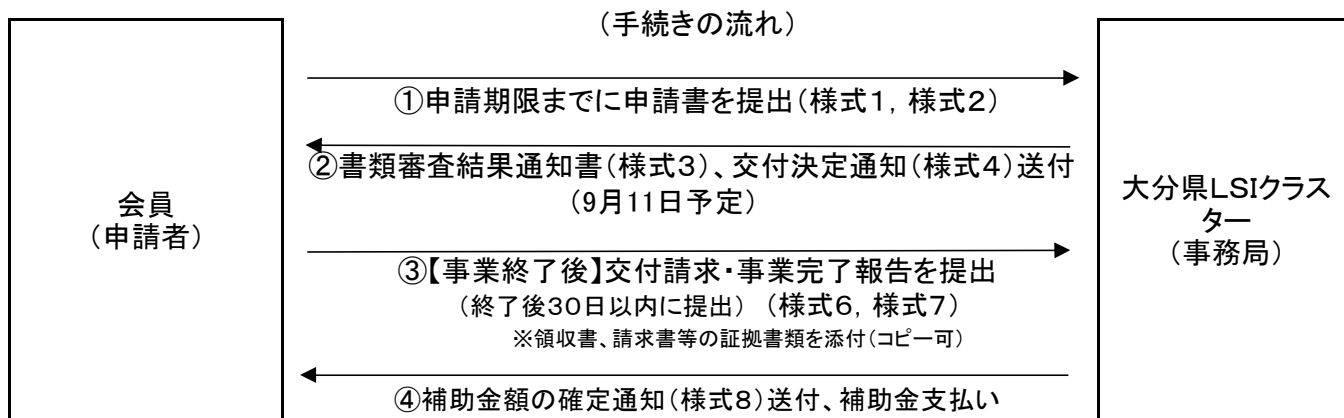 (手続きの流れ)
①申請期限までに申請書を提出(様式1，様式2)
②書類審査結果通知書(様式3)、交付決定通知(様式4)送付
(9月11日予定)
会員
(申請者)
大分県LSIクラス
ター
(事務局)
③【事業終了後】交付請求・事業完了報告を提出
(終了後30日以内に提出) (様式6，様式7)
※領収書、請求書等の証拠書類を添付(コピー可)
④補助金額の確定通知(様式8)送付、補助金支払い